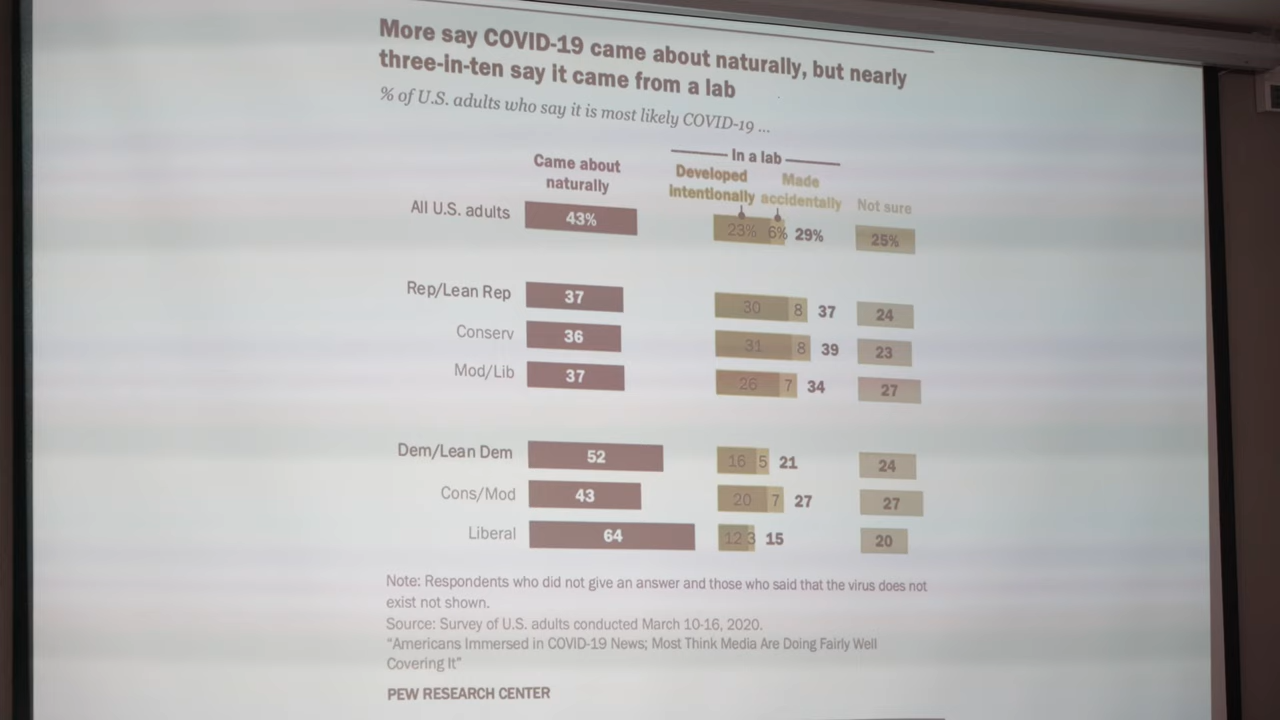 More say COVID-19 came about naturally, but nearly
three-in-ten say it came from a lab
% of U.S. adults who say it is most likely COVID-19 ...
In a lab
Came about
naturally
Developed
intentionally
Made
accidentally
Not sure
All U.S. adults 43% 23% 6% 29% 25%
Rep/Lean Rep 37 30 8 37 24
Conserv 36 31 8 39 23
Mod/Lib 37 26 7 34 27
Dem/Lean Dem 52 16 5 21 24
Cons/Mod 43 20 7 27 27
Liberal 64 12 3 15 20
Note: Respondents who did not give an answer and those who said that the virus does not
exist not shown.
Source: Survey of U.S. adults conducted March 10-16, 2020.
"Americans Immersed in COVID-19 News; Most Think Media Are Doing Fairly Well
Covering It"
PEW RESEARCH CENTER